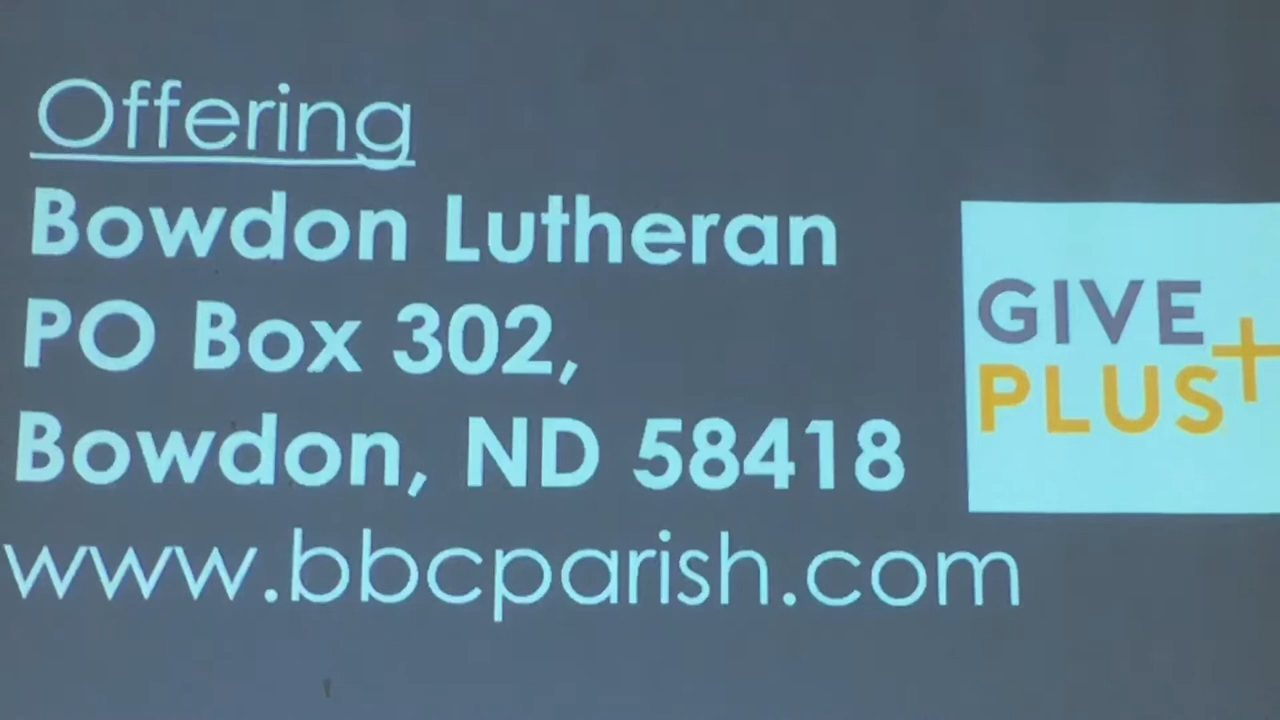 Offering
Bowdon Lutheran
PO Box 302,
Bowdon, ND 58418
www.bbcparish.com
GIVE
PLUS+